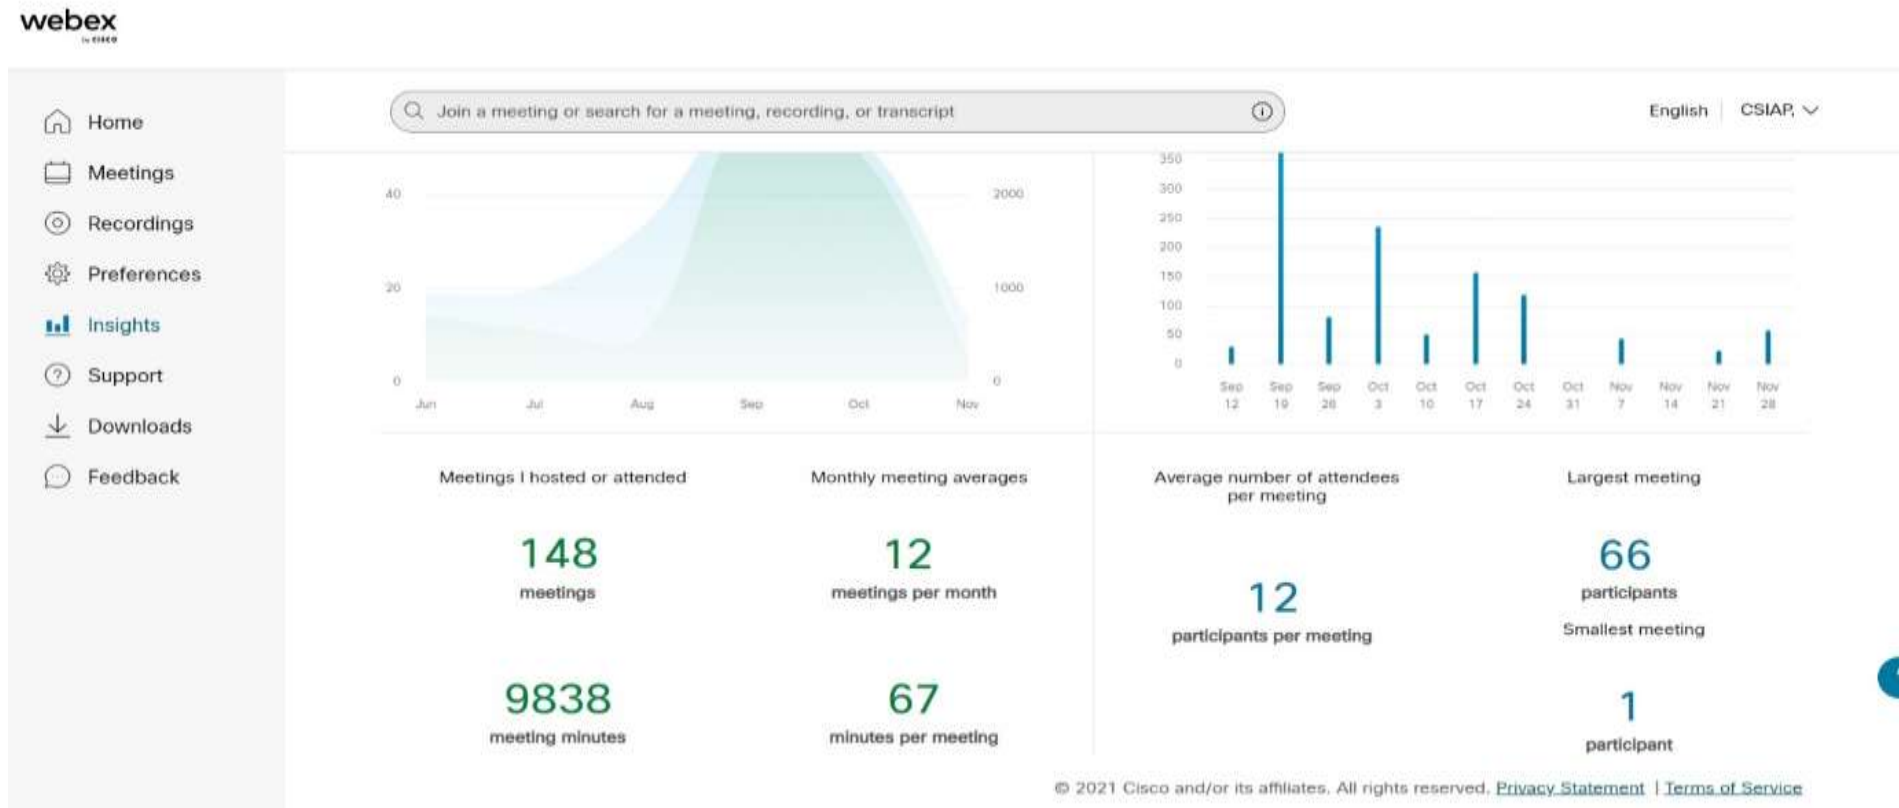 webex
by CISCO
Join a meeting or search for a meeting, recording, or transcript
English
CSIAP,
Home
Meetings
Recordings
Preferences
Insights
Support
Downloads
Feedback
40
20
0
2000
1000
0
Jun Jul Aug Sep Oct Nov
350
300
250
200
150
100
50
0
Sep Sep Sep Oct Oct Oct Oct Oct Nov Nov Nov Nov
12 19 26 3 10 17 24 31 7 14 21 28
Meetings I hosted or attended
148
meetings
9838
meeting minutes
Monthly meeting averages
12
meetings per month
67
minutes per meeting
Average number of attendees
per meeting
12
participants per meeting
Largest meeting
66
participants
Smallest meeting
1
participant
© 2021 Cisco and/or its affiliates. All rights reserved. Privacy Statement | Terms of Service